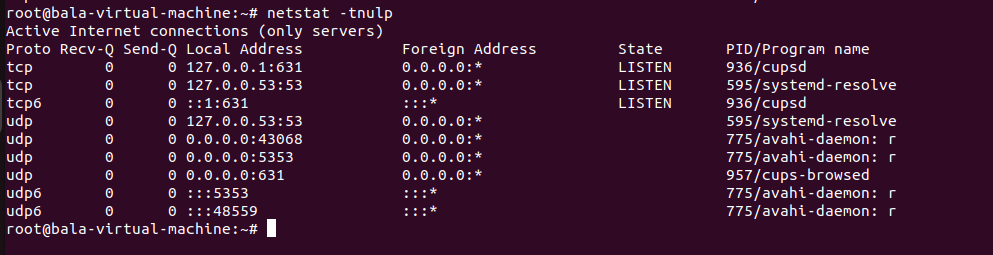 root@bala-virtual-machine:~# netstat -tnulp
Active Internet connections (only servers)
Proto Recv-Q Send-Q Local Address           Foreign Address         State       PID/Program name
tcp        0      0 127.0.0.1:631           0.0.0.0:*               LISTEN      936/cupsd
tcp        0      0 127.0.0.53:53           0.0.0.0:*               LISTEN      595/systemd-resolve
tcp6       0      0 ::1:631                 :::*                    LISTEN      936/cupsd
udp        0      0 127.0.0.53:53           0.0.0.0:*                           595/systemd-resolve
udp        0      0 0.0.0.0:43068           0.0.0.0:*                           775/avahi-daemon: r
udp        0      0 0.0.0.0:5353            0.0.0.0:*                           775/avahi-daemon: r
udp        0      0 0.0.0.0:631             0.0.0.0:*                           957/cups-browsed
udp6       0      0 :::5353                 :::*                                775/avahi-daemon: r
udp6       0      0 :::48559                :::*                                775/avahi-daemon: r
root@bala-virtual-machine:~#